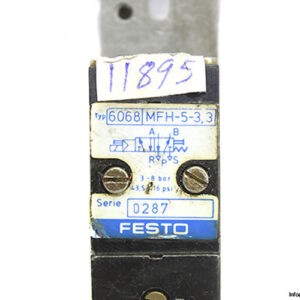 11895
Typ 6068 MFH-5-3,3
A B
R P S
3-8 bar
43,5-116 psi
Serie 0287
FESTO